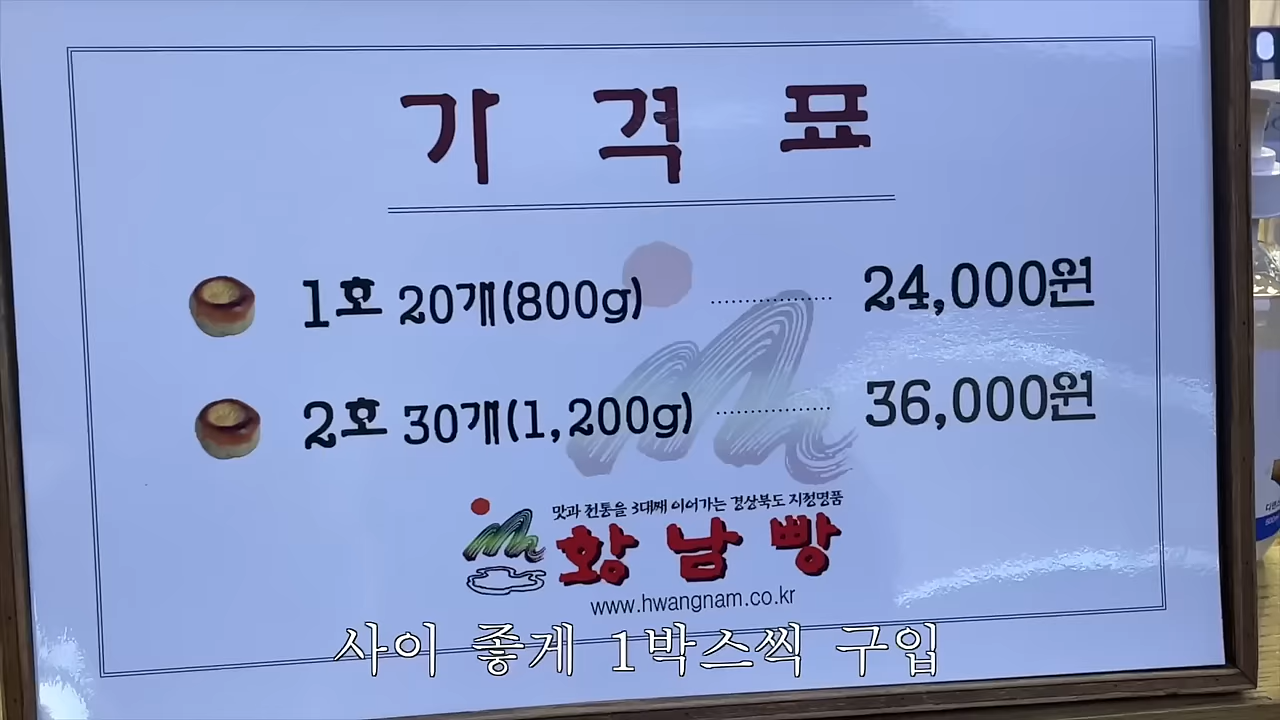 가 격 표
1호 20개(800g) ............... 24,000원
2호 30개(1,200g) ............... 36,000원
맛과 전통을 3대째 이어가는 경상북도 지정명품
황남빵
www.hwangnam.co.kr
사이 좋게 1박스씩 구입